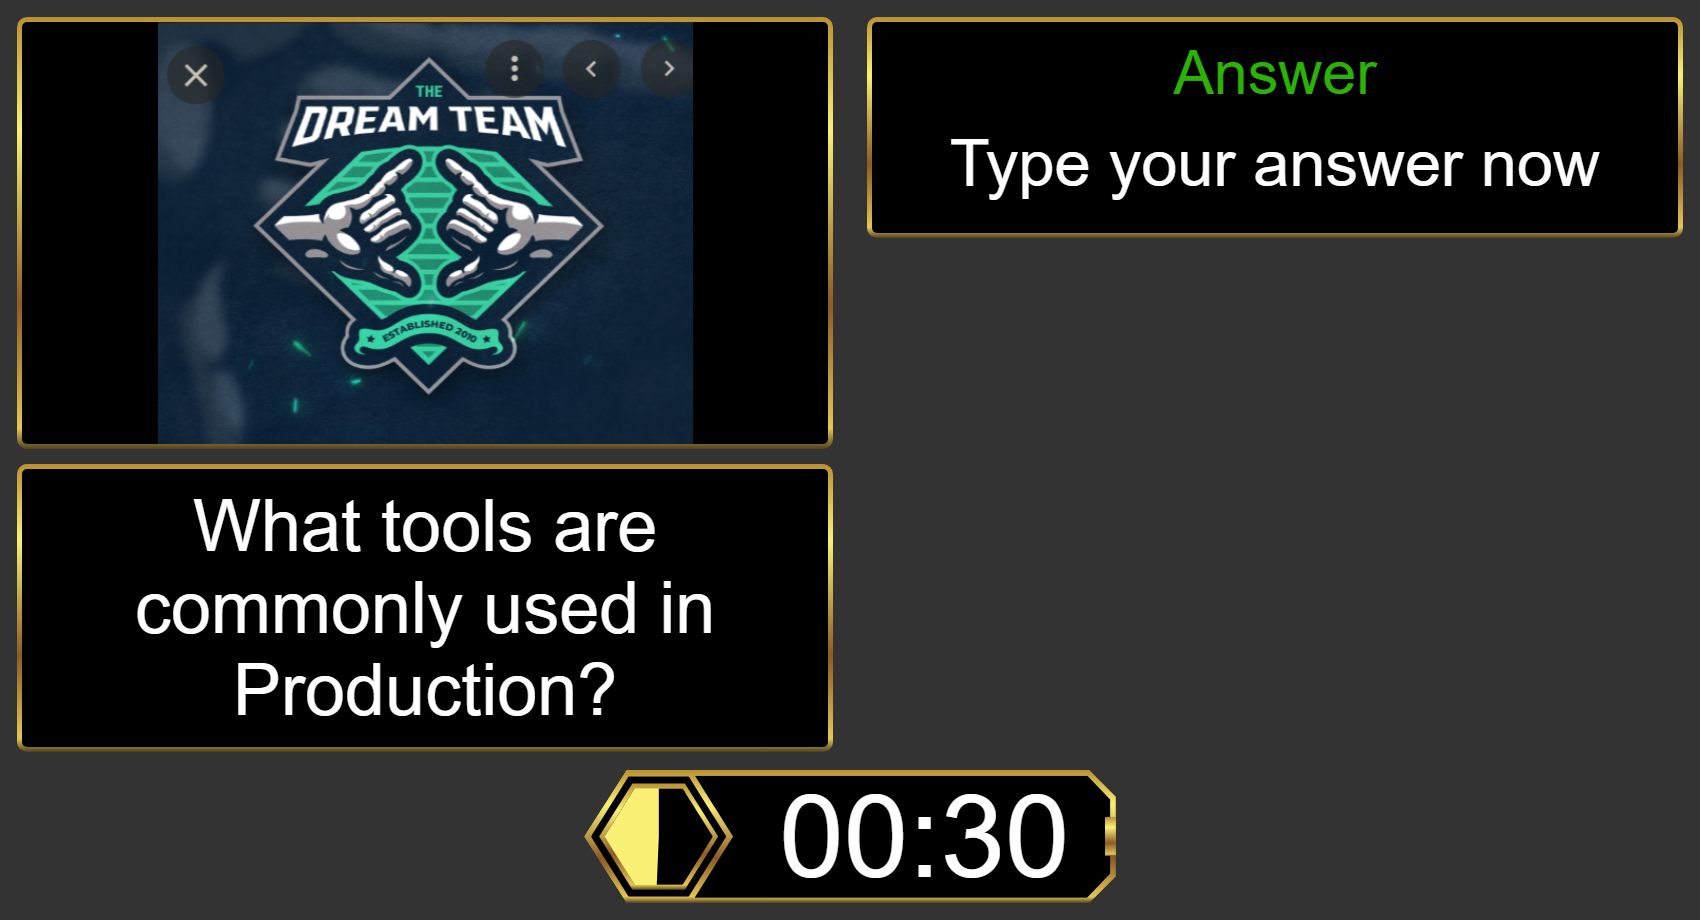 THE
DREAM TEAM
ESTABLISHED 2010
What tools are
commonly used in
Production?
Answer
Type your answer now
00:30